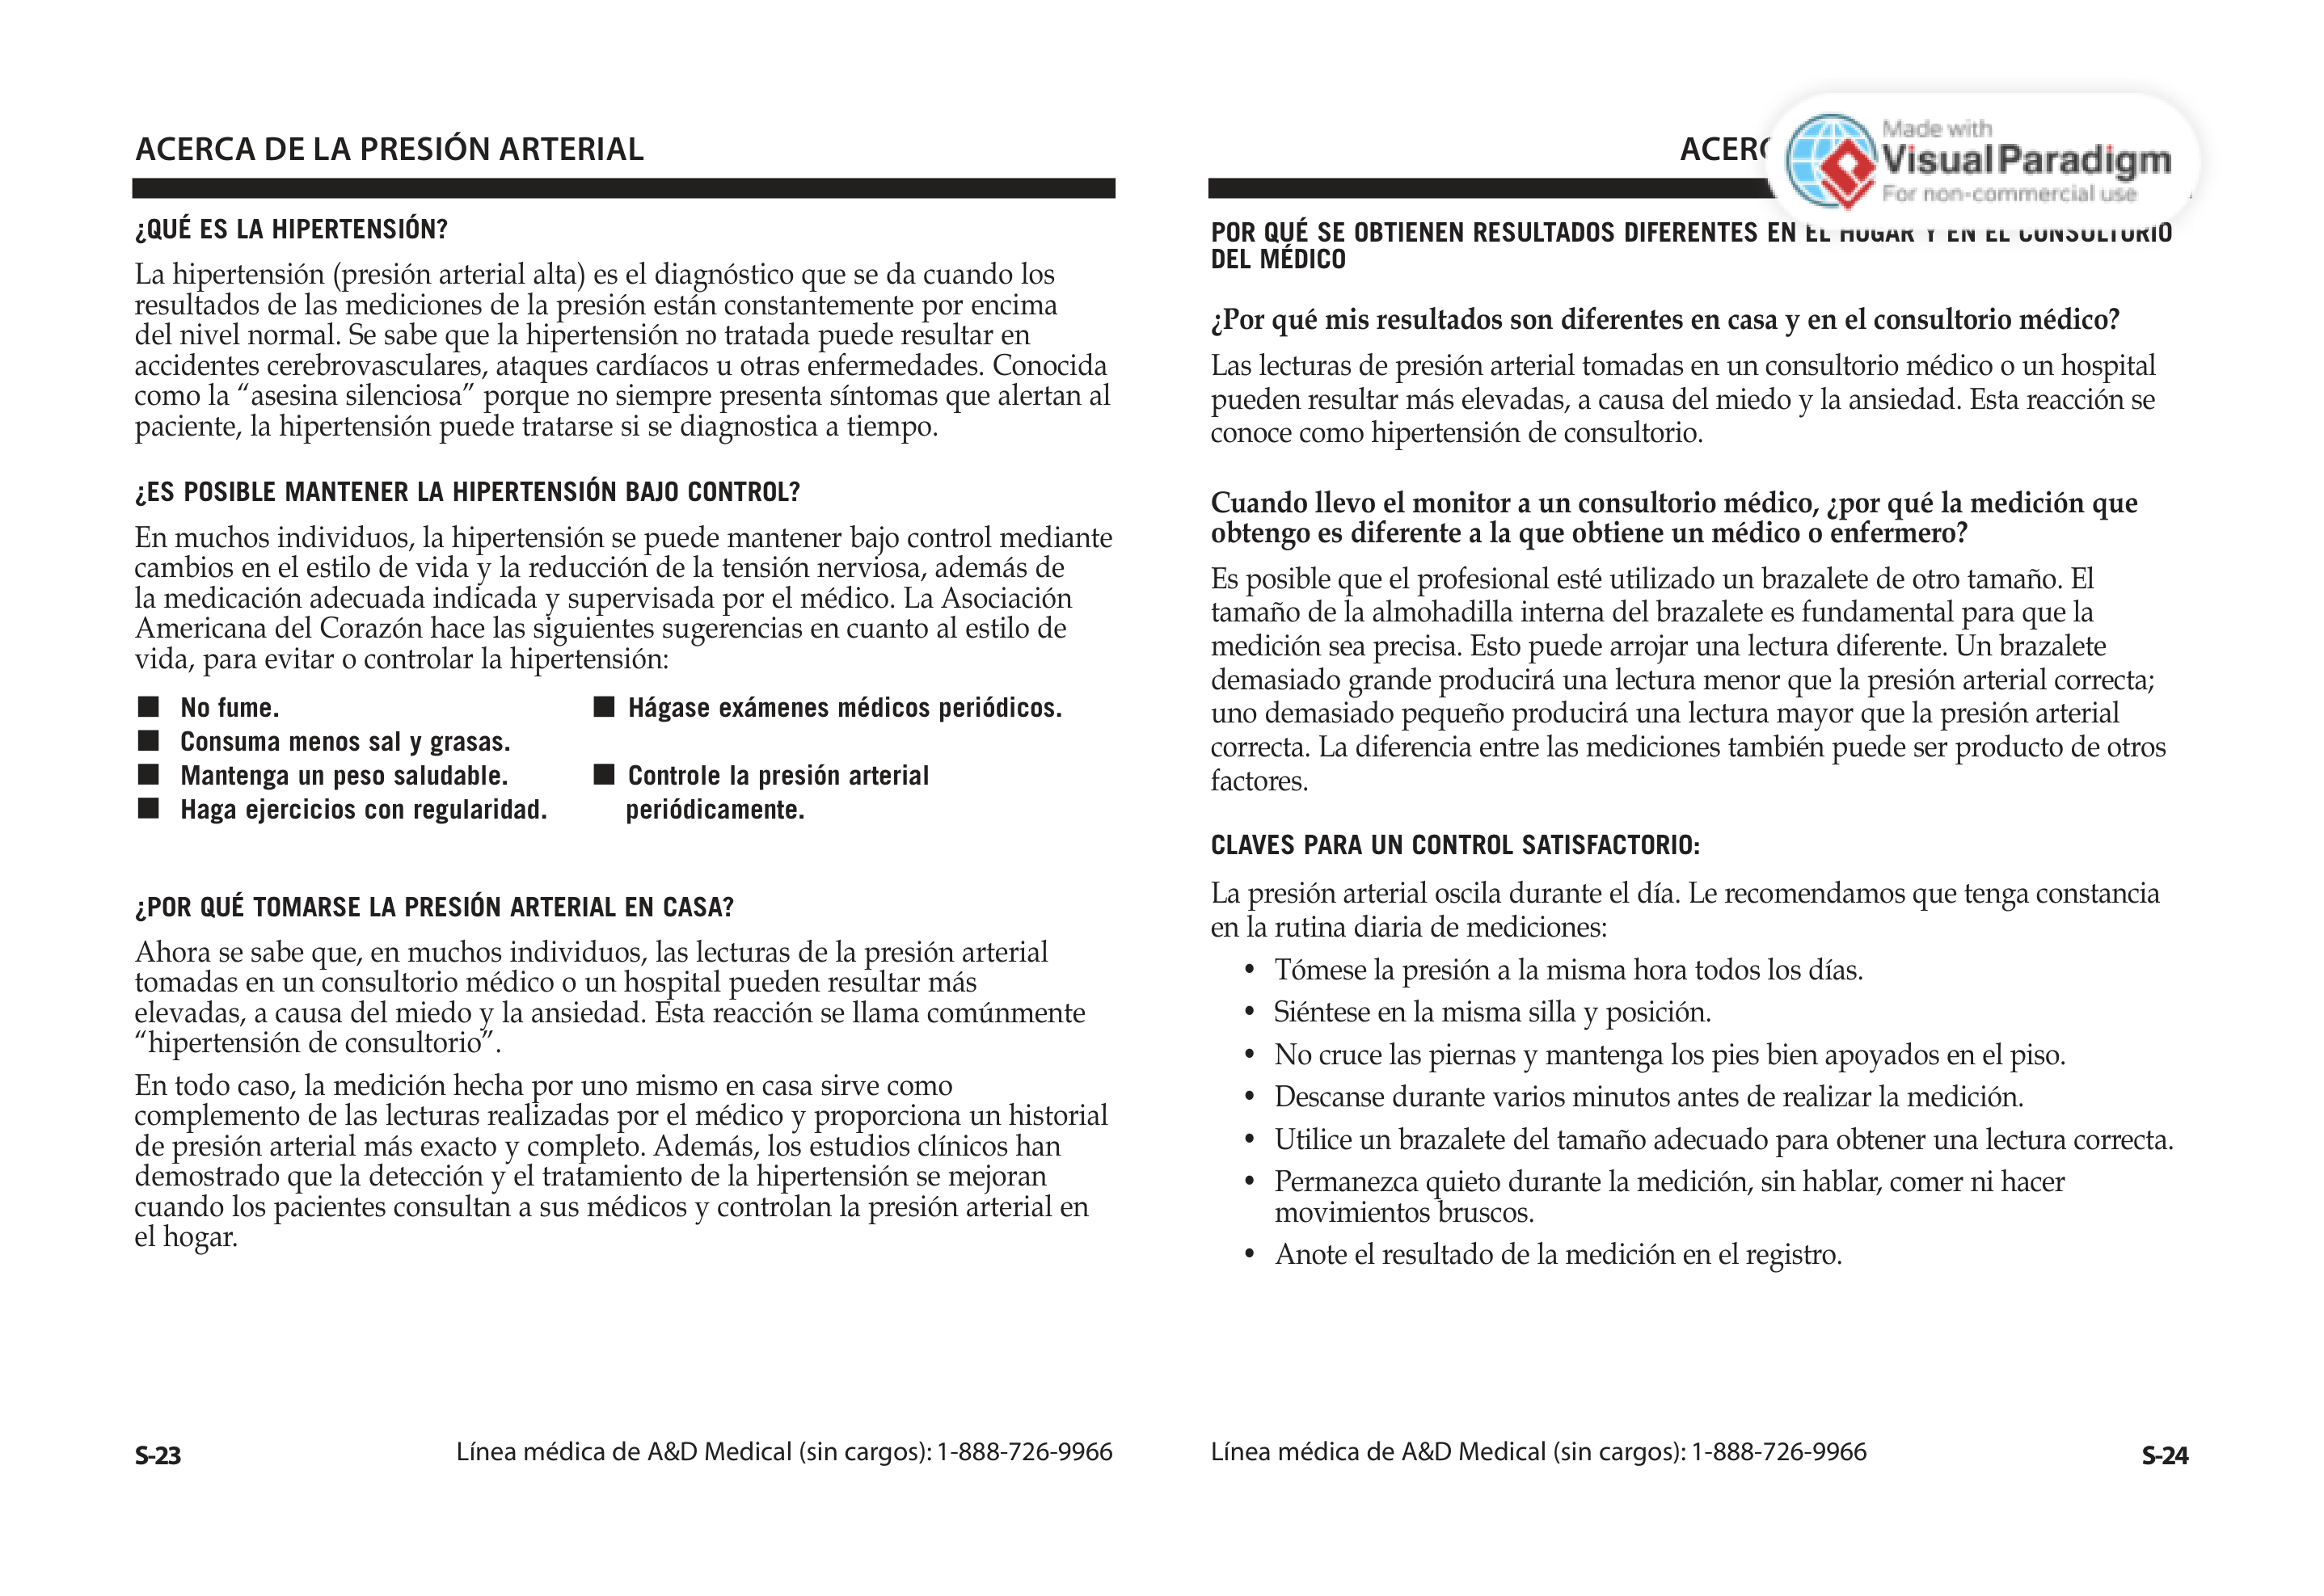 ACERCA DE LA PRESIÓN ARTERIAL
¿QUÉ ES LA HIPERTENSIÓN?
La hipertensión (presión arterial alta) es el diagnóstico que se da cuando los
resultados de las mediciones de la presión están constantemente por encima
del nivel normal. Se sabe que la hipertensión no tratada puede resultar en
accidentes cerebrovasculares, ataques cardíacos u otras enfermedades. Conocida
como la “asesina silenciosa” porque no siempre presenta síntomas que alertan al
paciente, la hipertensión puede tratarse si se diagnostica a tiempo.
¿ES POSIBLE MANTENER LA HIPERTENSIÓN BAJO CONTROL?
En muchos individuos, la hipertensión se puede mantener bajo control mediante
cambios en el estilo de vida y la reducción de la tensión nerviosa, además de
la medicación adecuada indicada y supervisada por el médico. La Asociación
Americana del Corazón hace las siguientes sugerencias en cuanto al estilo de
vida, para evitar o controlar la hipertensión:
■ No fume.
■ Consuma menos sal y grasas.
■ Mantenga un peso saludable.
■ Haga ejercicios con regularidad.
■ Hágase exámenes médicos periódicos.
■ Controle la presión arterial
periódicamente.
¿POR QUÉ TOMARSE LA PRESIÓN ARTERIAL EN CASA?
Ahora se sabe que, en muchos individuos, las lecturas de la presión arterial
tomadas en un consultorio médico o un hospital pueden resultar más
elevadas, a causa del miedo y la ansiedad. Esta reacción se llama comúnmente
“hipertensión de consultorio”.
En todo caso, la medición hecha por uno mismo en casa sirve como
complemento de las lecturas realizadas por el médico y proporciona un historial
de presión arterial más exacto y completo. Además, los estudios clínicos han
demostrado que la detección y el tratamiento de la hipertensión se mejoran
cuando los pacientes consultan a sus médicos y controlan la presión arterial en
el hogar.
S-23 Línea médica de A&D Medical (sin cargos): 1-888-726-9966
Made with
Visual Paradigm
For non-commercial use
POR QUÉ SE OBTIENEN RESULTADOS DIFERENTES EN EL HOGAR Y EN EL CONSULTORIO
DEL MÉDICO
¿Por qué mis resultados son diferentes en casa y en el consultorio médico?
Las lecturas de presión arterial tomadas en un consultorio médico o un hospital
pueden resultar más elevadas, a causa del miedo y la ansiedad. Esta reacción se
conoce como hipertensión de consultorio.
Cuando llevo el monitor a un consultorio médico, ¿por qué la medición que
obtengo es diferente a la que obtiene un médico o enfermero?
Es posible que el profesional esté utilizado un brazalete de otro tamaño. El
tamaño de la almohadilla interna del brazalete es fundamental para que la
medición sea precisa. Esto puede arrojar una lectura diferente. Un brazalete
demasiado grande producirá una lectura menor que la presión arterial correcta;
uno demasiado pequeño producirá una lectura mayor que la presión arterial
correcta. La diferencia entre las mediciones también puede ser producto de otros
factores.
CLAVES PARA UN CONTROL SATISFACTORIO:
La presión arterial oscila durante el día. Le recomendamos que tenga constancia
en la rutina diaria de mediciones:
• Tómese la presión a la misma hora todos los días.
• Siéntese en la misma silla y posición.
• No cruce las piernas y mantenga los pies bien apoyados en el piso.
• Descanse durante varios minutos antes de realizar la medición.
• Utilice un brazalete del tamaño adecuado para obtener una lectura correcta.
• Permanezca quieto durante la medición, sin hablar, comer ni hacer
movimientos bruscos.
• Anote el resultado de la medición en el registro.
Línea médica de A&D Medical (sin cargos): 1-888-726-9966 S-24